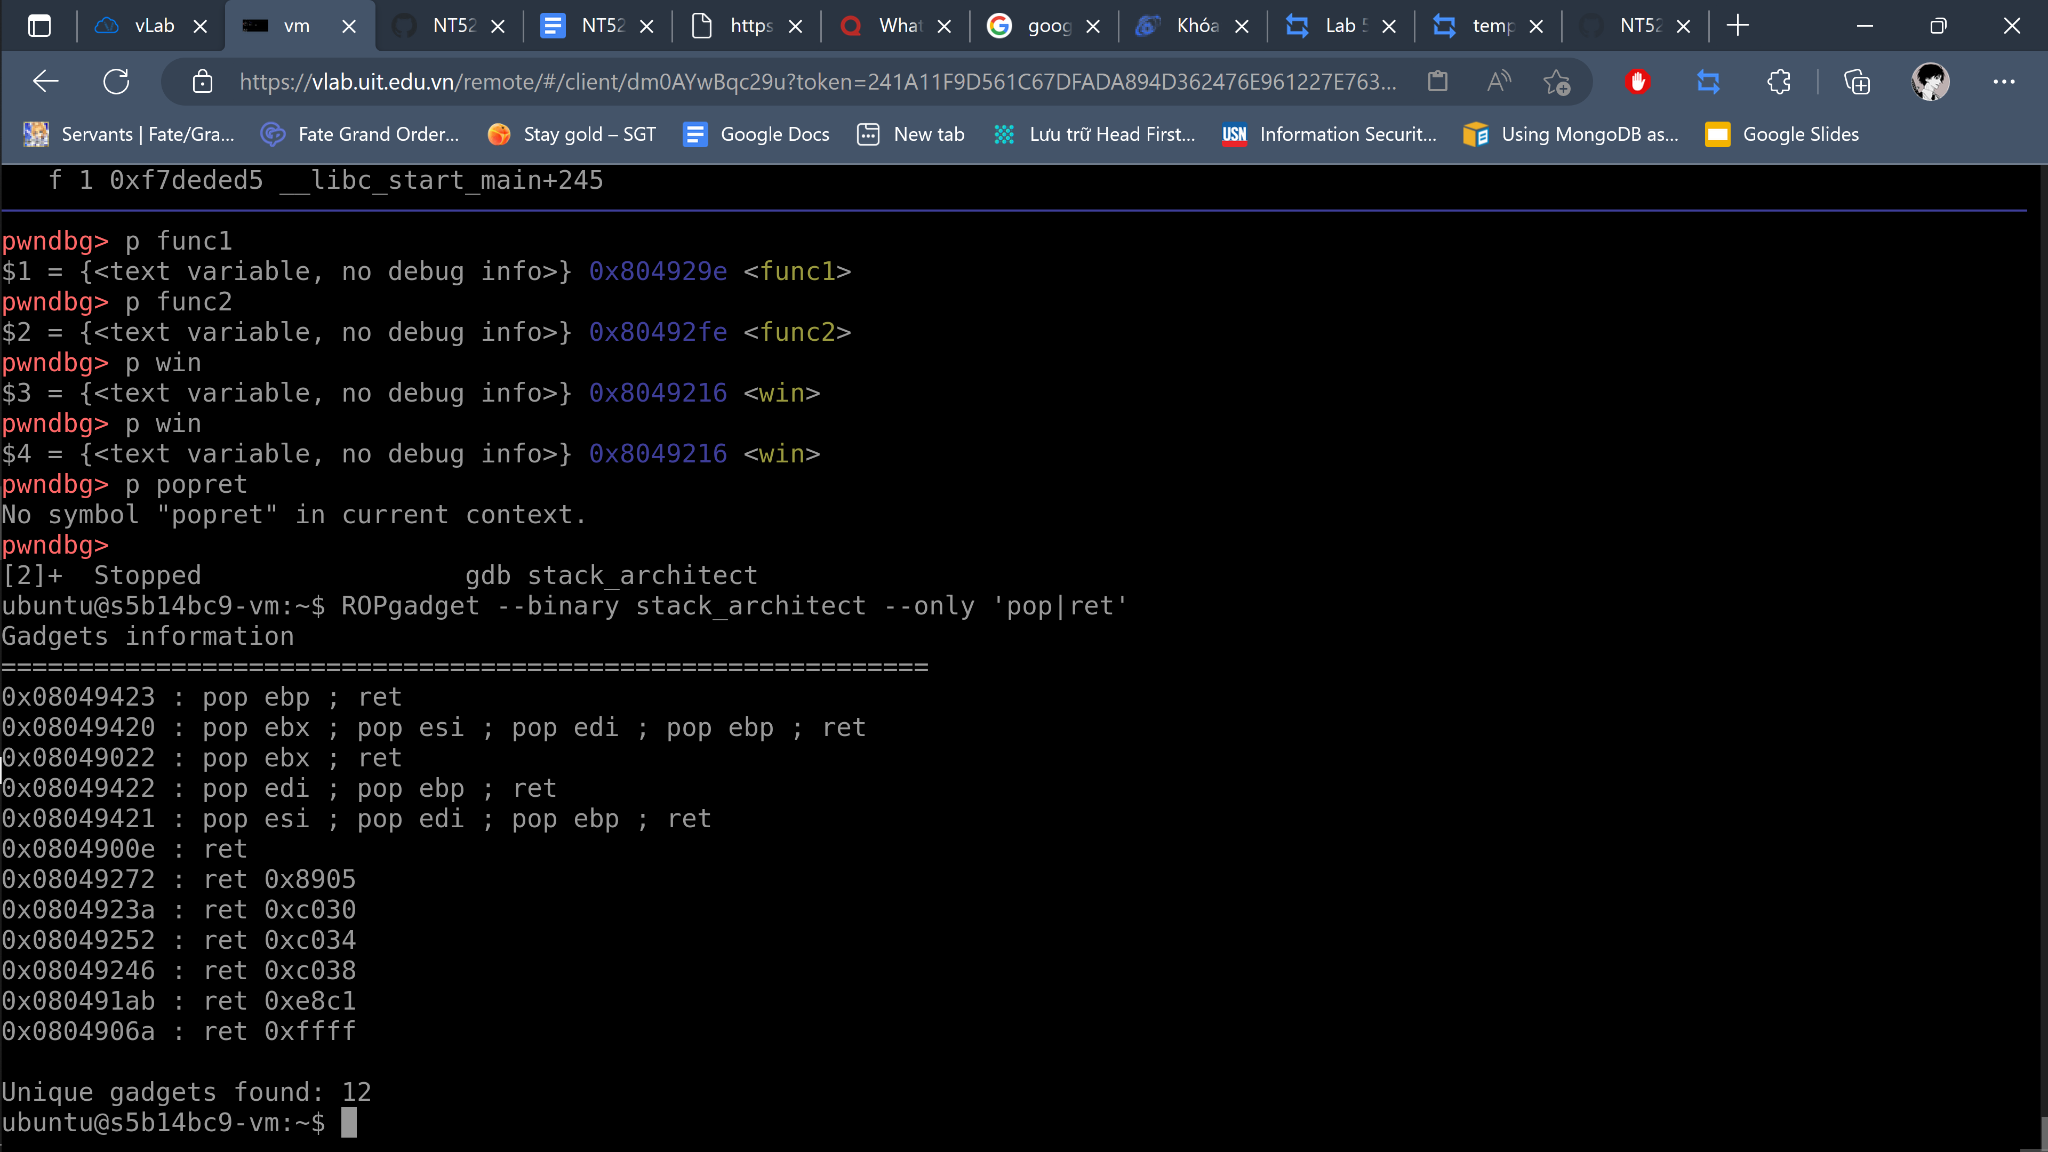 vLab
vm
NT52
NT52
https
What
goog
Khóa
Lab 5
temp
NT52
https://vlab.uit.edu.vn/remote/#/client/dm0AYwBqc29u?token=241A11F9D561C67DFADA894D362476E961227E763...
Servants | Fate/Gra...
Fate Grand Order...
Stay gold – SGT
Google Docs
New tab
Lưu trữ Head First...
USN
Information Securit...
Using MongoDB as...
Google Slides
f 1 0xf7deded5 __libc_start_main+245
pwndbg> p func1
$1 = {<text variable, no debug info>} 0x804929e <func1>
pwndbg> p func2
$2 = {<text variable, no debug info>} 0x80492fe <func2>
pwndbg> p win
$3 = {<text variable, no debug info>} 0x8049216 <win>
pwndbg> p win
$4 = {<text variable, no debug info>} 0x8049216 <win>
pwndbg> p popret
No symbol "popret" in current context.
pwndbg>
[2]+  Stopped                 gdb stack_architect
ubuntu@s5b14bc9-vm:~$ ROPgadget --binary stack_architect --only 'pop|ret'
Gadgets information
============================================================
0x08049423 : pop ebp ; ret
0x08049420 : pop ebx ; pop esi ; pop edi ; pop ebp ; ret
0x08049022 : pop ebx ; ret
0x08049422 : pop edi ; pop ebp ; ret
0x08049421 : pop esi ; pop edi ; pop ebp ; ret
0x0804900e : ret
0x08049272 : ret 0x8905
0x0804923a : ret 0xc030
0x08049252 : ret 0xc034
0x08049246 : ret 0xc038
0x080491ab : ret 0xe8c1
0x0804906a : ret 0xffff
Unique gadgets found: 12
ubuntu@s5b14bc9-vm:~$